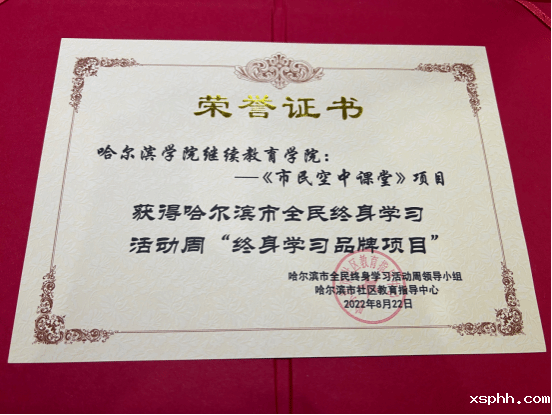 荣誉证书
哈尔滨学院继续教育学院：
—《市民空中课堂》项目
获得哈尔滨市全民终身学习
活动周“终身学习品牌项目”
哈尔滨市全民终身学习活动周领导小组
哈尔滨市社区教育指导中心
2022年8月22日
xsphh.com